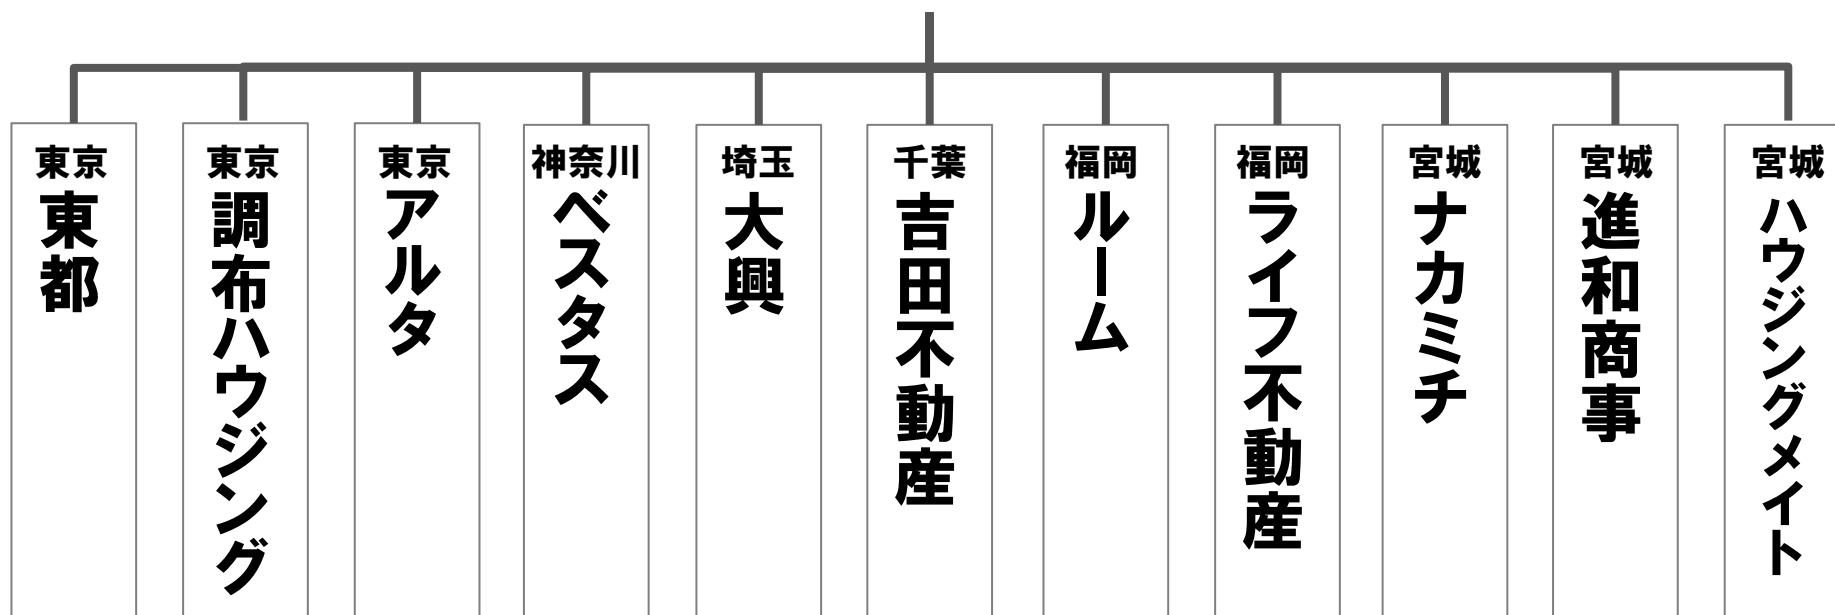 東京
東都
東京
調布ハウジング
東京
アルタ
神奈川
ベスタス
埼玉
大興
千葉
吉田不動産
福岡
ルーム
福岡
ライフ不動産
宮城
ナカミチ
宮城
進和商事
宮城
ハウジングメイト